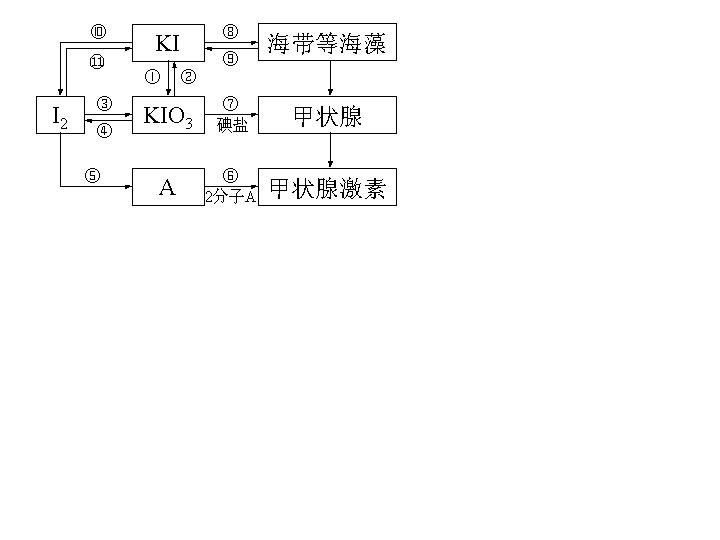 ⑩ ⑧
KI 海带等海藻
⑪ ⑨
① ②
③ ⑦
I₂ KIO₃ 甲状腺
④ 碘盐
⑤ ⑥
A 甲状腺激素
2分子A